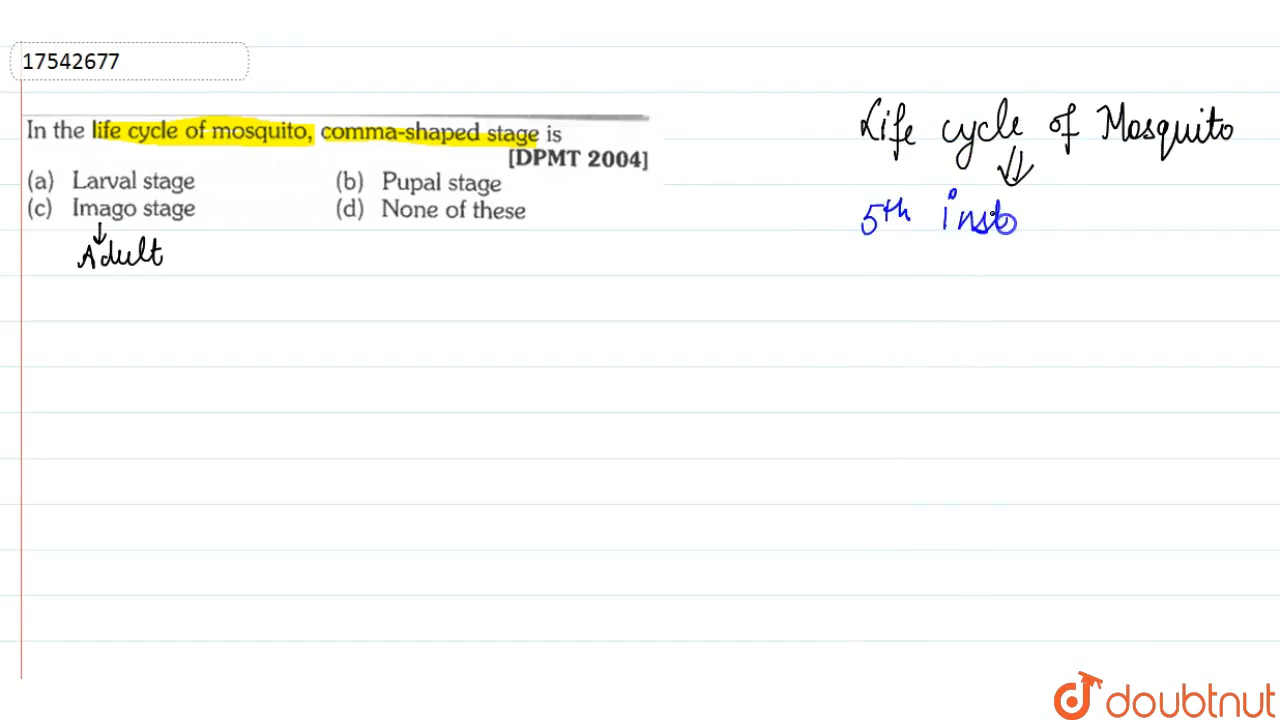 17542677
In the life cycle of mosquito, comma-shaped stage is
[DPMT 2004]
(a) Larval stage (b) Pupal stage
(c) Imago stage (d) None of these
Adult
Life cycle of Mosquito
5th insto
doubtnut